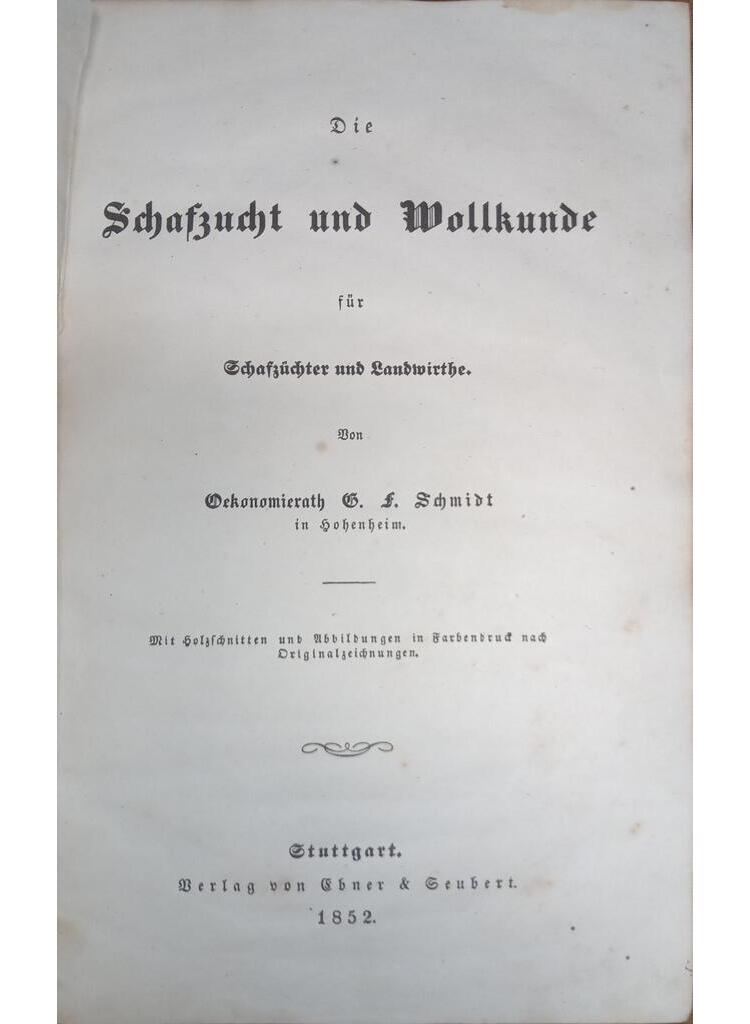 Die
Schafzucht und Wollkunde
für
Schafzüchter und Landwirthe.
Von
Oekonomierath G. F. Schmidt
in Hohenheim.
Mit Holzschnitten und Abbildungen in Farbendruck nach
Originalzeichnungen.
Stuttgart.
Verlag von Ebner & Seubert.
1852.